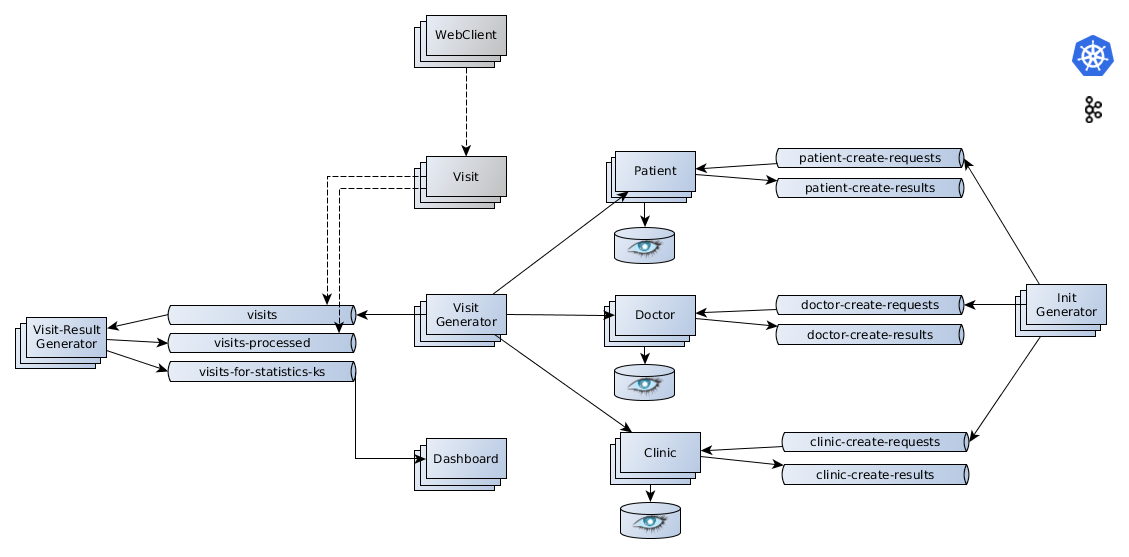 WebClient
Visit
Patient
patient-create-requests
patient-create-results
Visit-Result
Generator
visits
visits-processed
visits-for-statistics-ks
Visit
Generator
Doctor
doctor-create-requests
doctor-create-results
Init
Generator
Dashboard
Clinic
clinic-create-requests
clinic-create-results